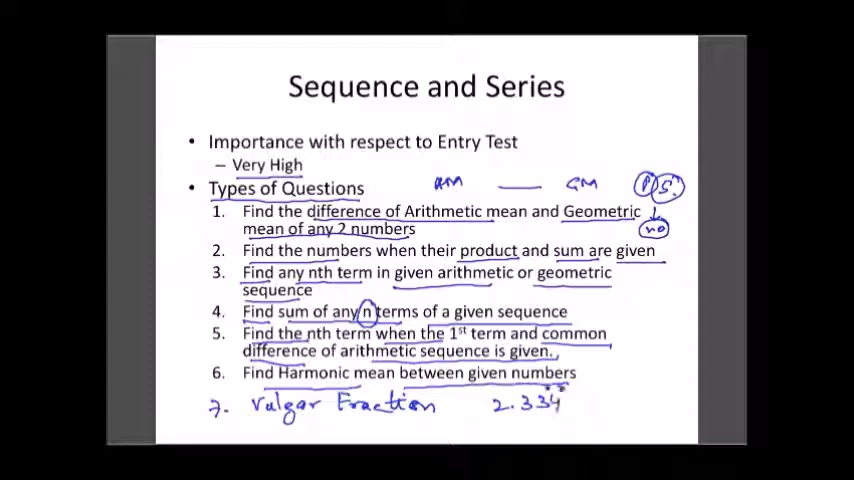 Sequence and Series
• Importance with respect to Entry Test
– Very High
• Types of Questions AM — GM P S
1. Find the difference of Arithmetic mean and Geometric
mean of any 2 numbers no
2. Find the numbers when their product and sum are given
3. Find any nth term in given arithmetic or geometric
sequence
4. Find sum of any n terms of a given sequence
5. Find the nth term when the 1st term and common
difference of arithmetic sequence is given.
6. Find Harmonic mean between given numbers
7. Vulgar Fraction 2.334